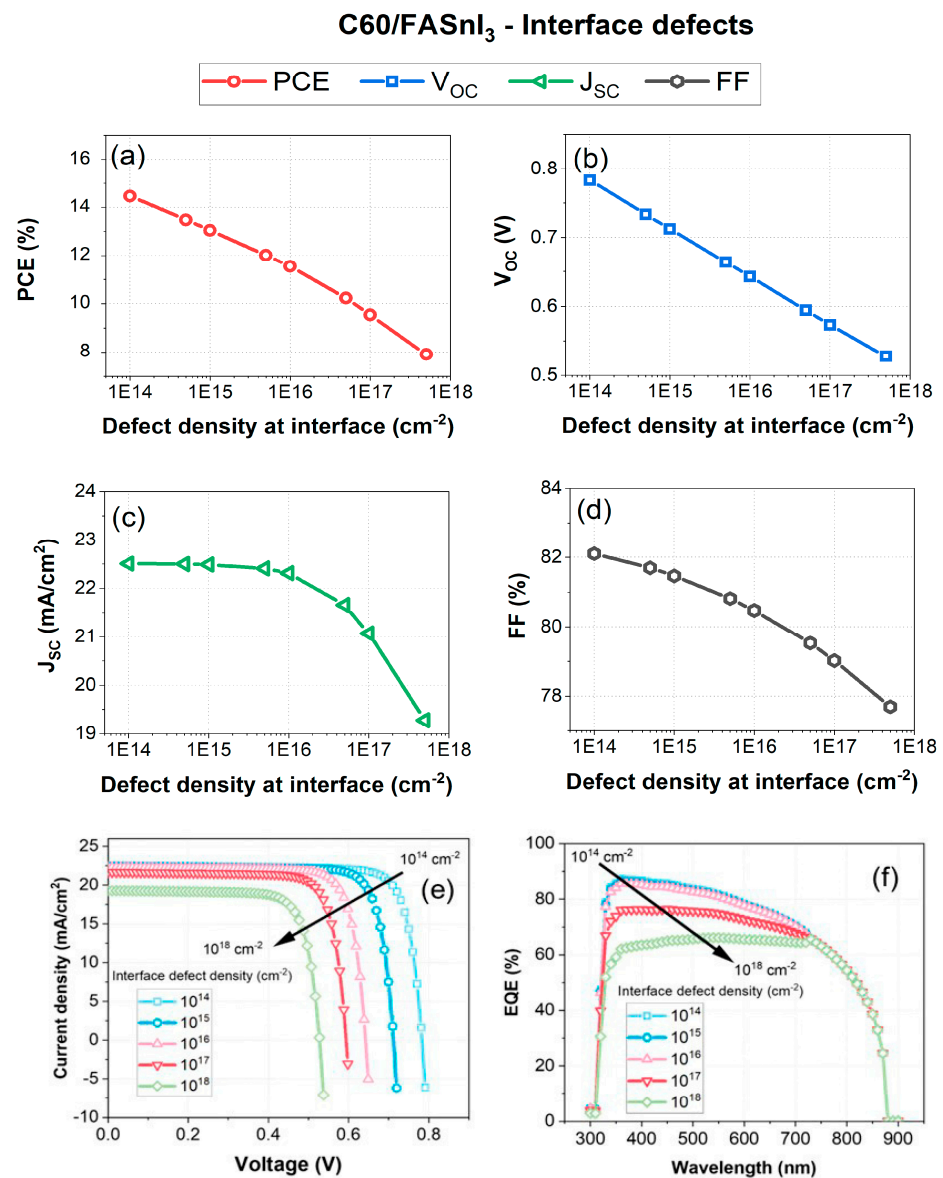 C60/FASnI₃ - Interface defects
PCE V_OC J_SC FF
(a)
16
14
12
10
8
PCE (%)
1E14 1E15 1E16 1E17 1E18
Defect density at interface (cm⁻²)
(b)
0.8
0.7
0.6
0.5
V_OC (V)
1E14 1E15 1E16 1E17 1E18
Defect density at interface (cm⁻²)
(c)
24
23
22
21
20
19
J_SC (mA/cm²)
1E14 1E15 1E16 1E17 1E18
Defect density at interface (cm⁻²)
(d)
84
82
80
78
FF (%)
1E14 1E15 1E16 1E17 1E18
Defect density at interface (cm⁻²)
(e)
25
20
15
10
5
0
-5
-10
Current density (mA/cm²)
10¹⁴ cm⁻²
10¹⁸ cm⁻²
Interface defect density (cm⁻²)
10¹⁴
10¹⁵
10¹⁶
10¹⁷
10¹⁸
0.0 0.2 0.4 0.6 0.8
Voltage (V)
(f)
100
80
60
40
20
0
EQE (%)
10¹⁴ cm⁻²
10¹⁸ cm⁻²
Interface defect density (cm⁻²)
10¹⁴
10¹⁵
10¹⁶
10¹⁷
10¹⁸
300 400 500 600 700 800 900
Wavelength (nm)